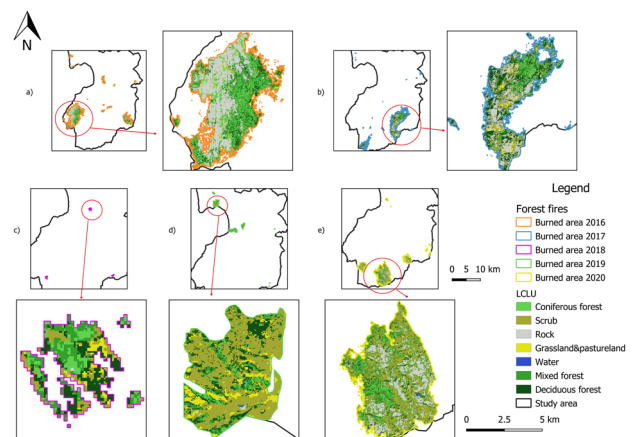 N
a)
b)
c)
d)
e)
0 5 10 km
Legend
Forest fires
Burned area 2016
Burned area 2017
Burned area 2018
Burned area 2019
Burned area 2020
LCLU
Coniferous forest
Scrub
Rock
Grassland&pastureland
Water
Mixed forest
Deciduous forest
Study area
0 2.5 5 km